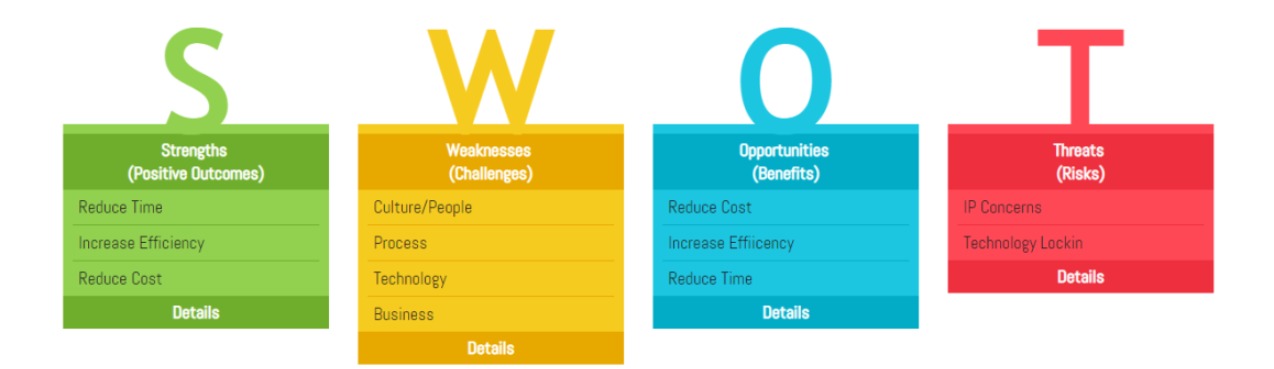 S
Strengths
(Positive Outcomes)
Reduce Time
Increase Efficiency
Reduce Cost
Details
W
Weaknesses
(Challenges)
Culture/People
Process
Technology
Business
Details
O
Opportunities
(Benefits)
Reduce Cost
Increase Effiicency
Reduce Time
Details
T
Threats
(Risks)
IP Concerns
Technology Lockin
Details